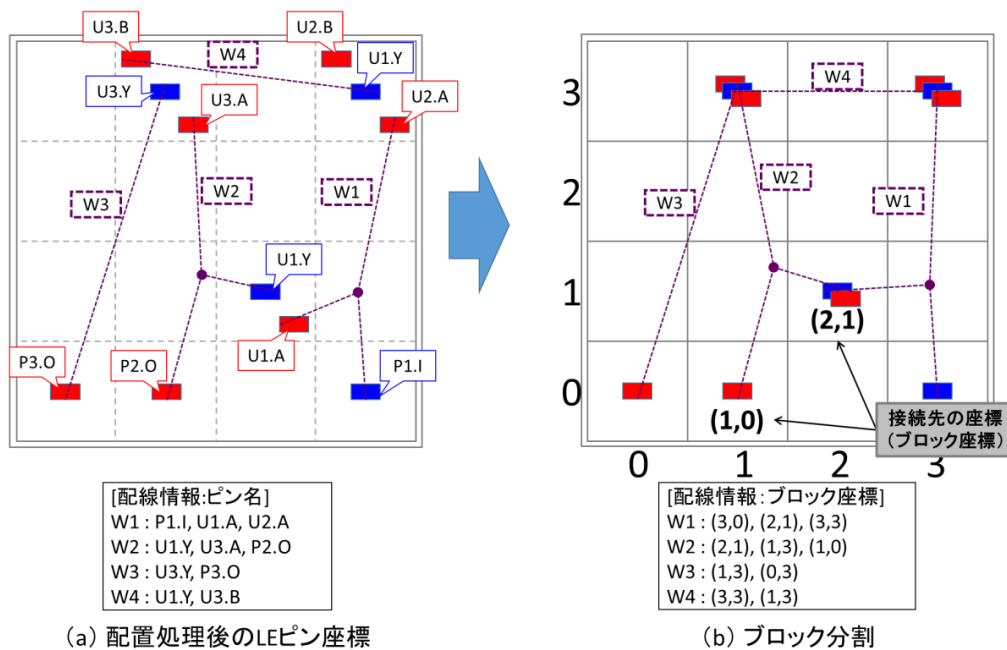 U3.B
U2.B
W4
U1.Y
U3.Y
U3.A
U2.A
W2
W1
W3
U1.Y
P3.O
P2.O
U1.A
P1.I
[配線情報:ピン名]
W1 : P1.I, U1.A, U2.A
W2 : U1.Y, U3.A, P2.O
W3 : U3.Y, P3.O
W4 : U1.Y, U3.B
(a) 配置処理後のLEピン座標
3
W4
2
W2
W3
W1
1
(2,1)
0
(1,0)
接続先の座標
(ブロック座標)
0 1 2 3
[配線情報:ブロック座標]
W1 : (3,0), (2,1), (3,3)
W2 : (2,1), (1,3), (1,0)
W3 : (1,3), (0,3)
W4 : (3,3), (1,3)
(b) ブロック分割